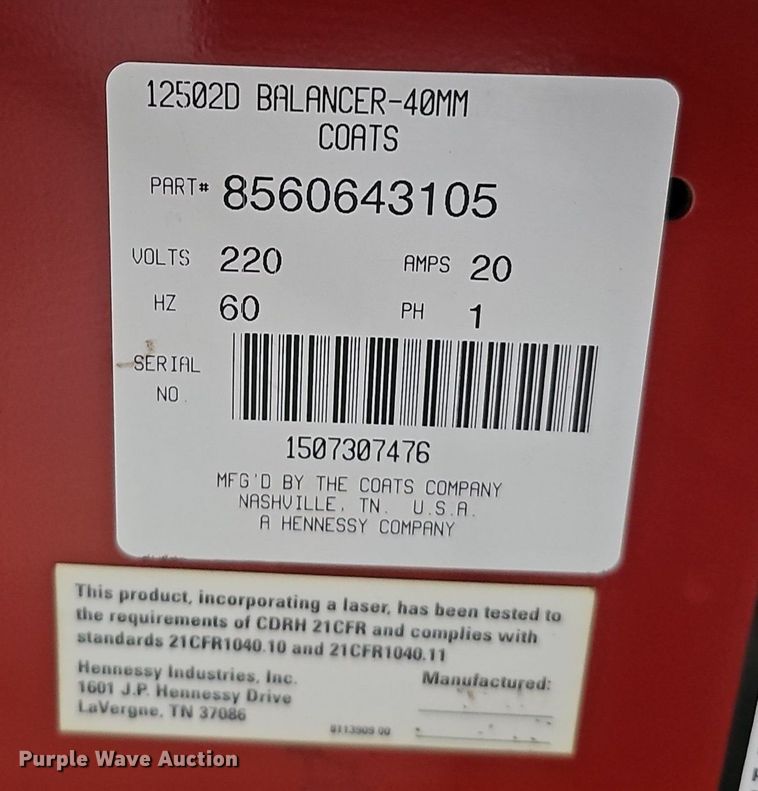 12502D BALANCER-40MM
COATS
PART# 8560643105
VOLTS 220 AMPS 20
HZ 60 PH 1
SERIAL
NO.
1507307476
MFG'D BY THE COATS COMPANY
NASHVILLE, TN. U.S.A.
A HENNESSY COMPANY
This product, incorporating a laser, has been tested to
the requirements of CDRH 21CFR and complies with
standards 21CFR1040.10 and 21CFR1040.11
Hennessy Industries, Inc.
1601 J.P. Hennessy Drive
LaVergne, TN 37086
Manufactured:
Purple Wave Auction